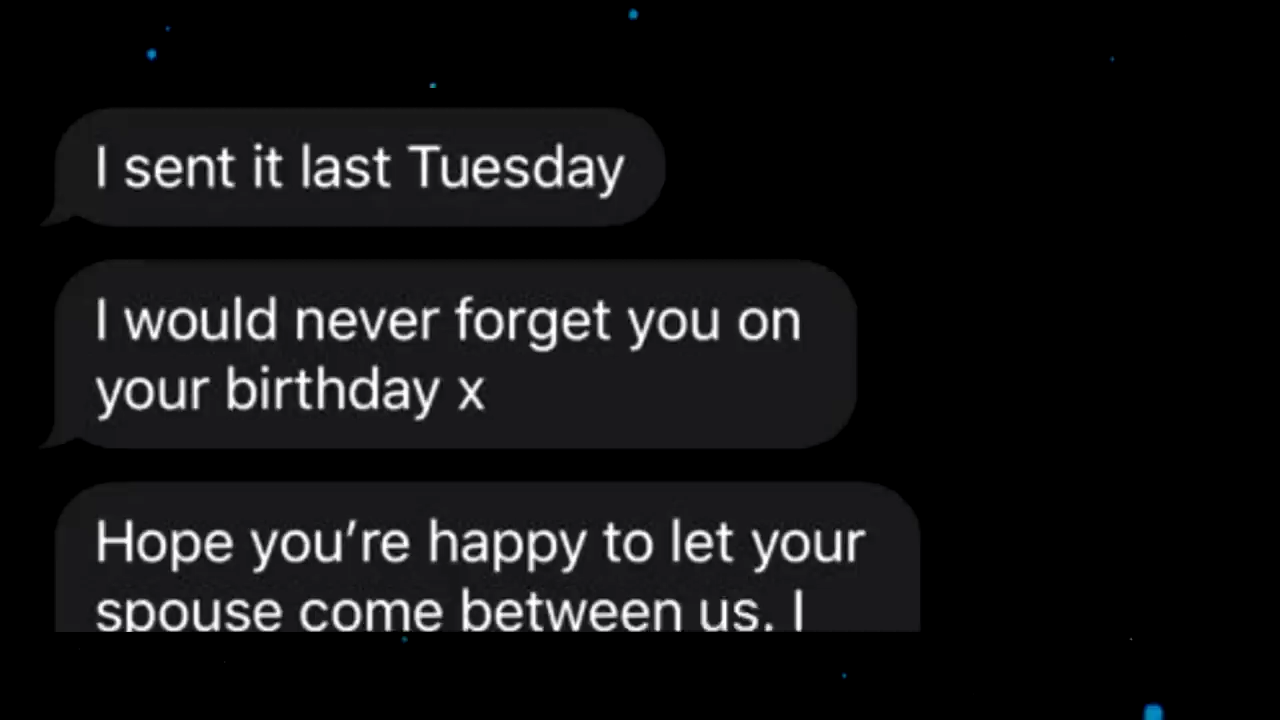 I sent it last Tuesday
I would never forget you on
your birthday x
Hope you’re happy to let your
spouse come between us. I